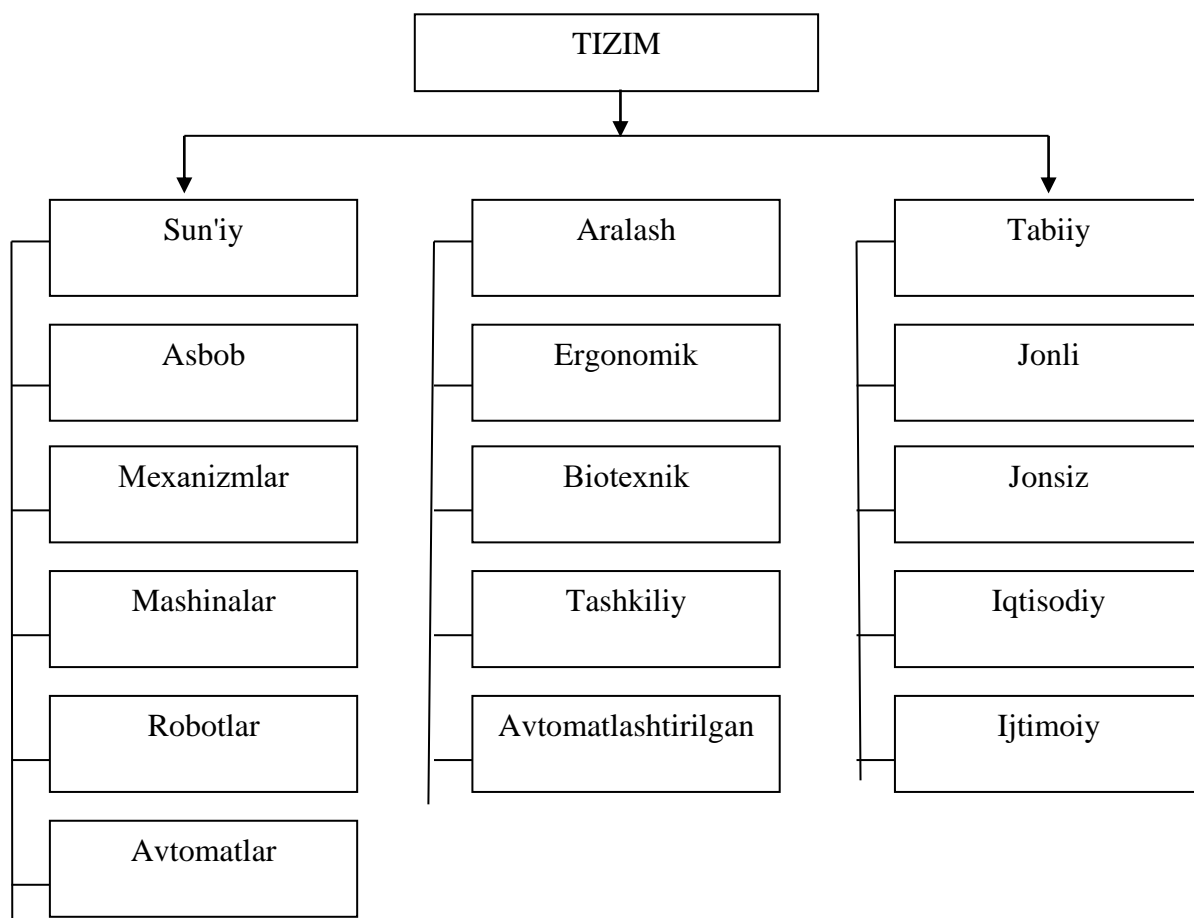 TIZIM
Sun'iy
Aralash
Tabiiy
Asbob
Ergonomik
Jonli
Mexanizmlar
Biotexnik
Jonsiz
Mashinalar
Tashkiliy
Iqtisodiy
Robotlar
Avtomatlashtirilgan
Ijtimoiy
Avtomatlar